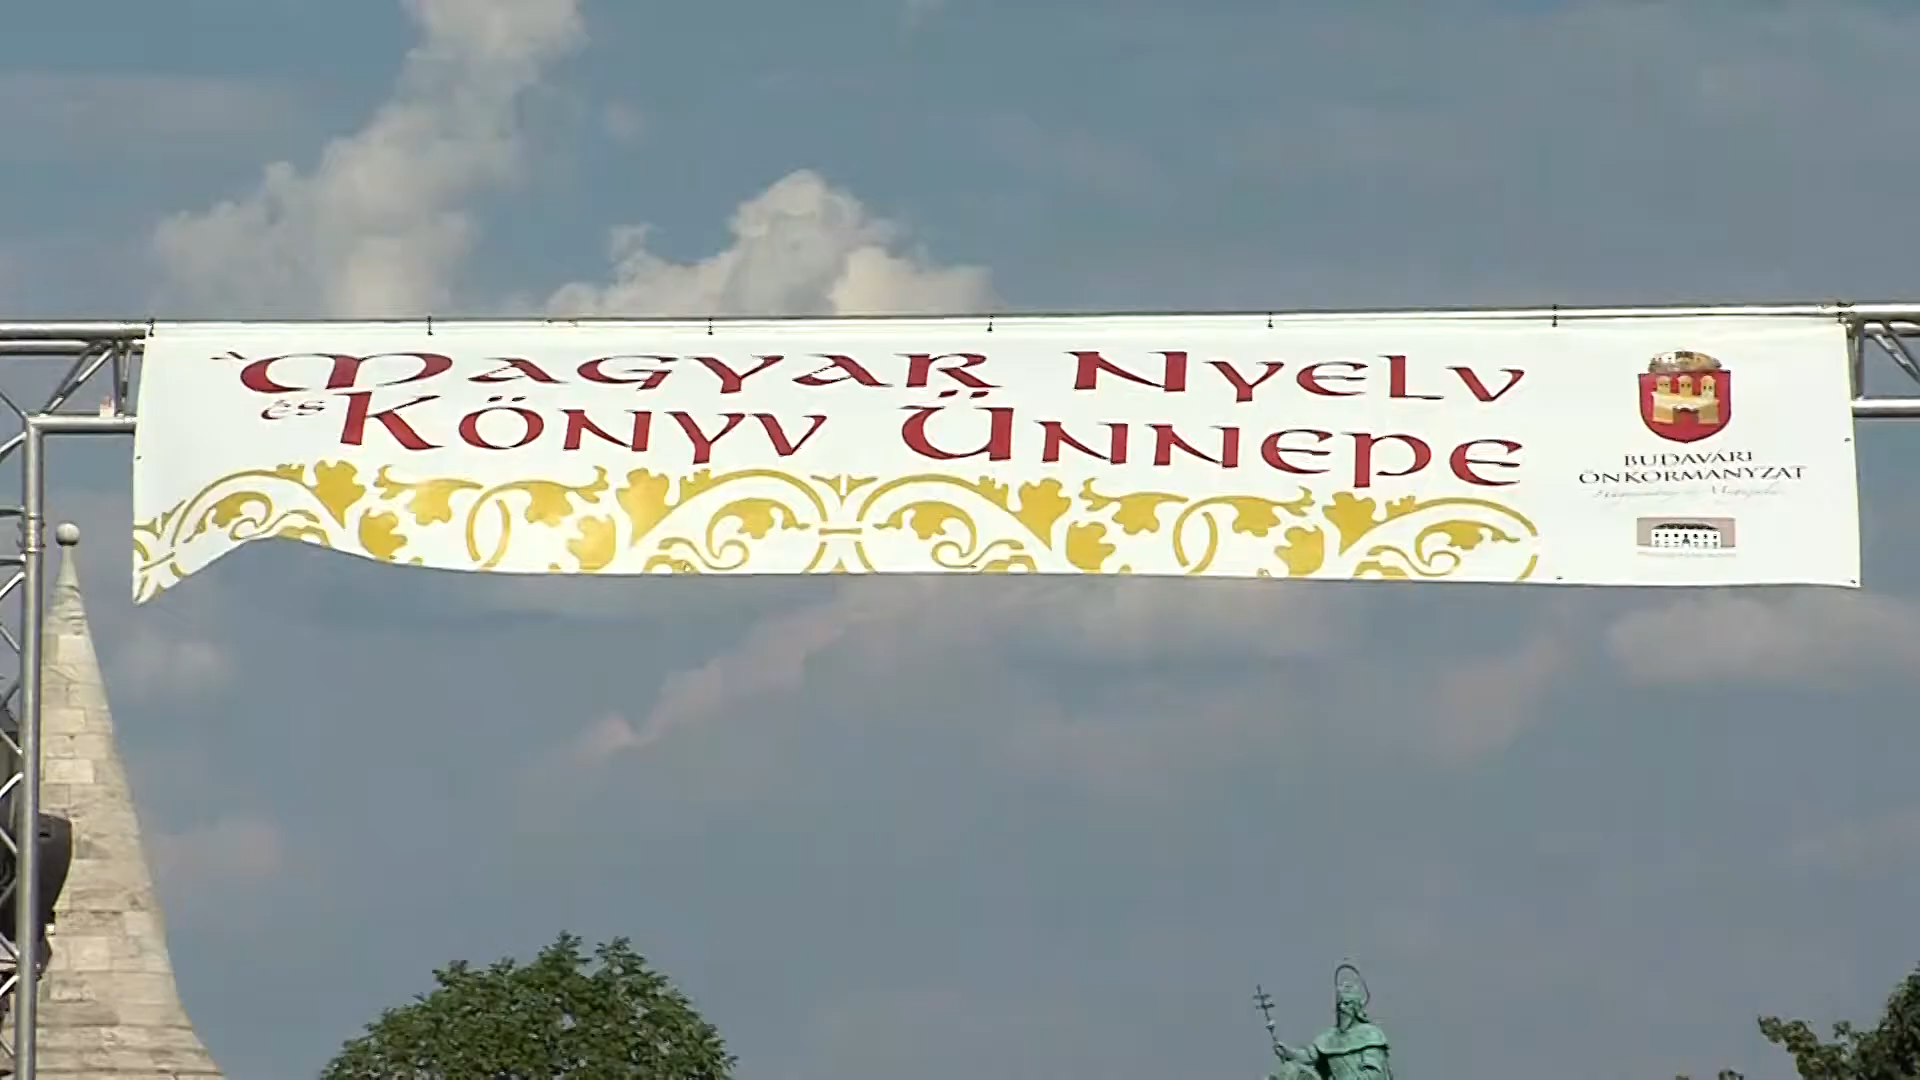 A Magyar Nyelv
és Könyv Ünnepe
BUDAVÁRI
ÖNKORMÁNYZAT